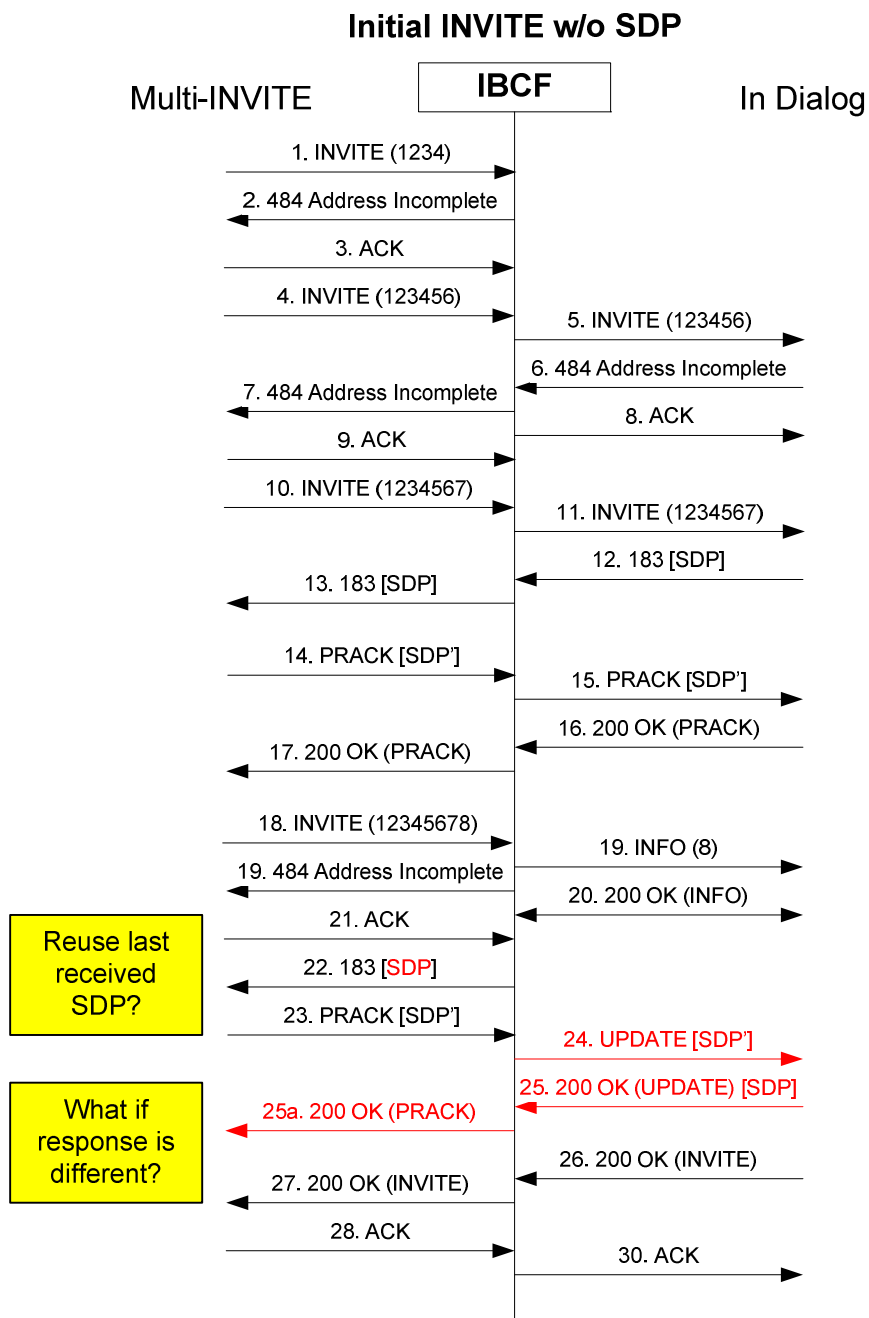 Initial INVITE w/o SDP
IBCF
Multi-INVITE
In Dialog
1. INVITE (1234)
2. 484 Address Incomplete
3. ACK
4. INVITE (123456)
5. INVITE (123456)
6. 484 Address Incomplete
7. 484 Address Incomplete
8. ACK
9. ACK
10. INVITE (1234567)
11. INVITE (1234567)
12. 183 [SDP]
13. 183 [SDP]
14. PRACK [SDP']
15. PRACK [SDP']
16. 200 OK (PRACK)
17. 200 OK (PRACK)
18. INVITE (12345678)
19. INFO (8)
19. 484 Address Incomplete
20. 200 OK (INFO)
21. ACK
Reuse last
received
SDP?
22. 183 [SDP]
23. PRACK [SDP']
24. UPDATE [SDP']
25. 200 OK (UPDATE) [SDP]
What if
response is
different?
25a. 200 OK (PRACK)
26. 200 OK (INVITE)
27. 200 OK (INVITE)
28. ACK
30. ACK